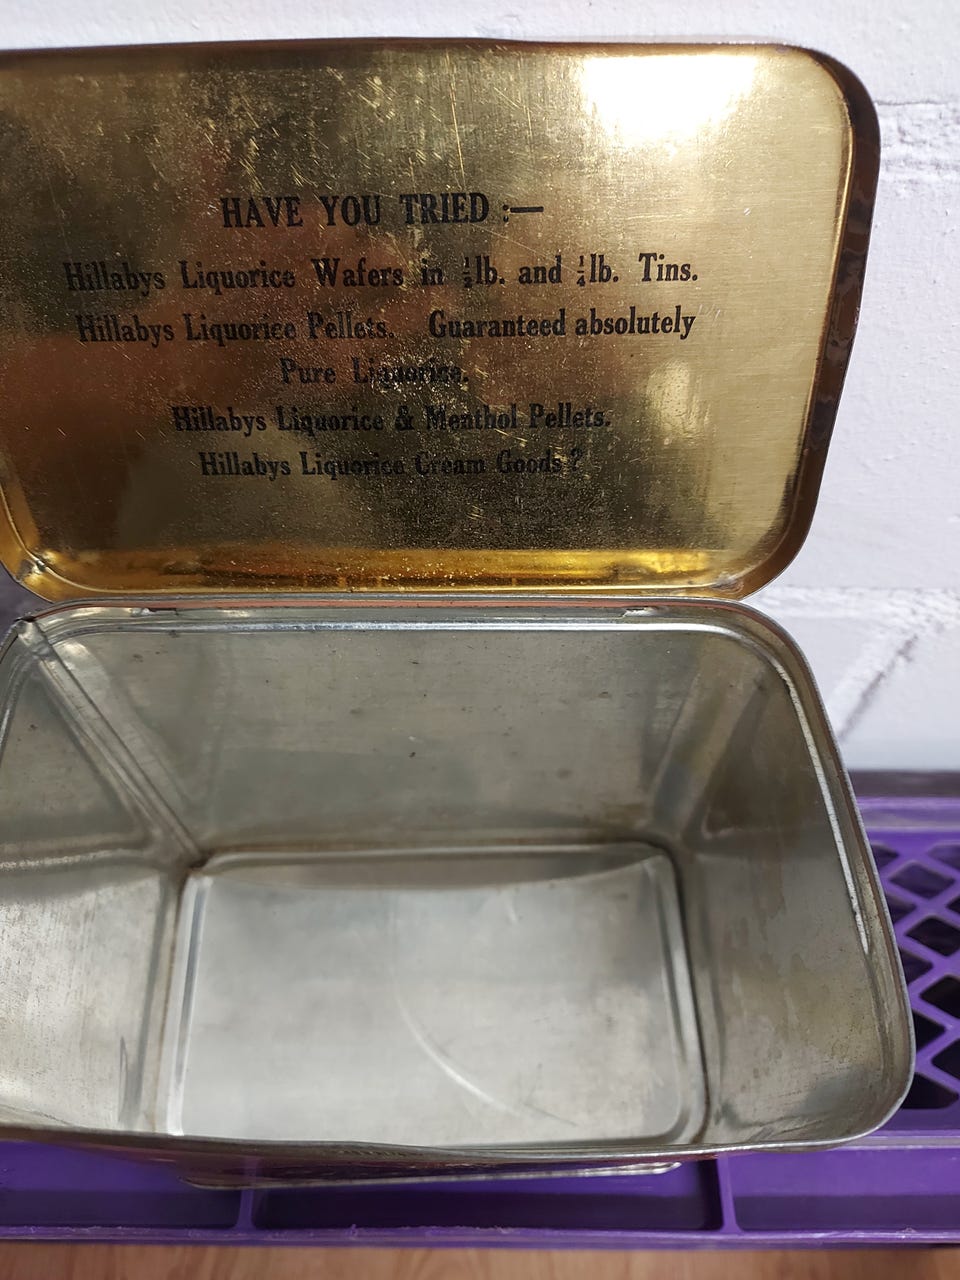 HAVE YOU TRIED :—
Hillabys Liquorice Wafers in ½lb. and ¼lb. Tins.
Hillabys Liquorice Pellets. Guaranteed absolutely
Pure Liquorice.
Hillabys Liquorice & Menthol Pellets.
Hillabys Liquorice Cream Goods ?